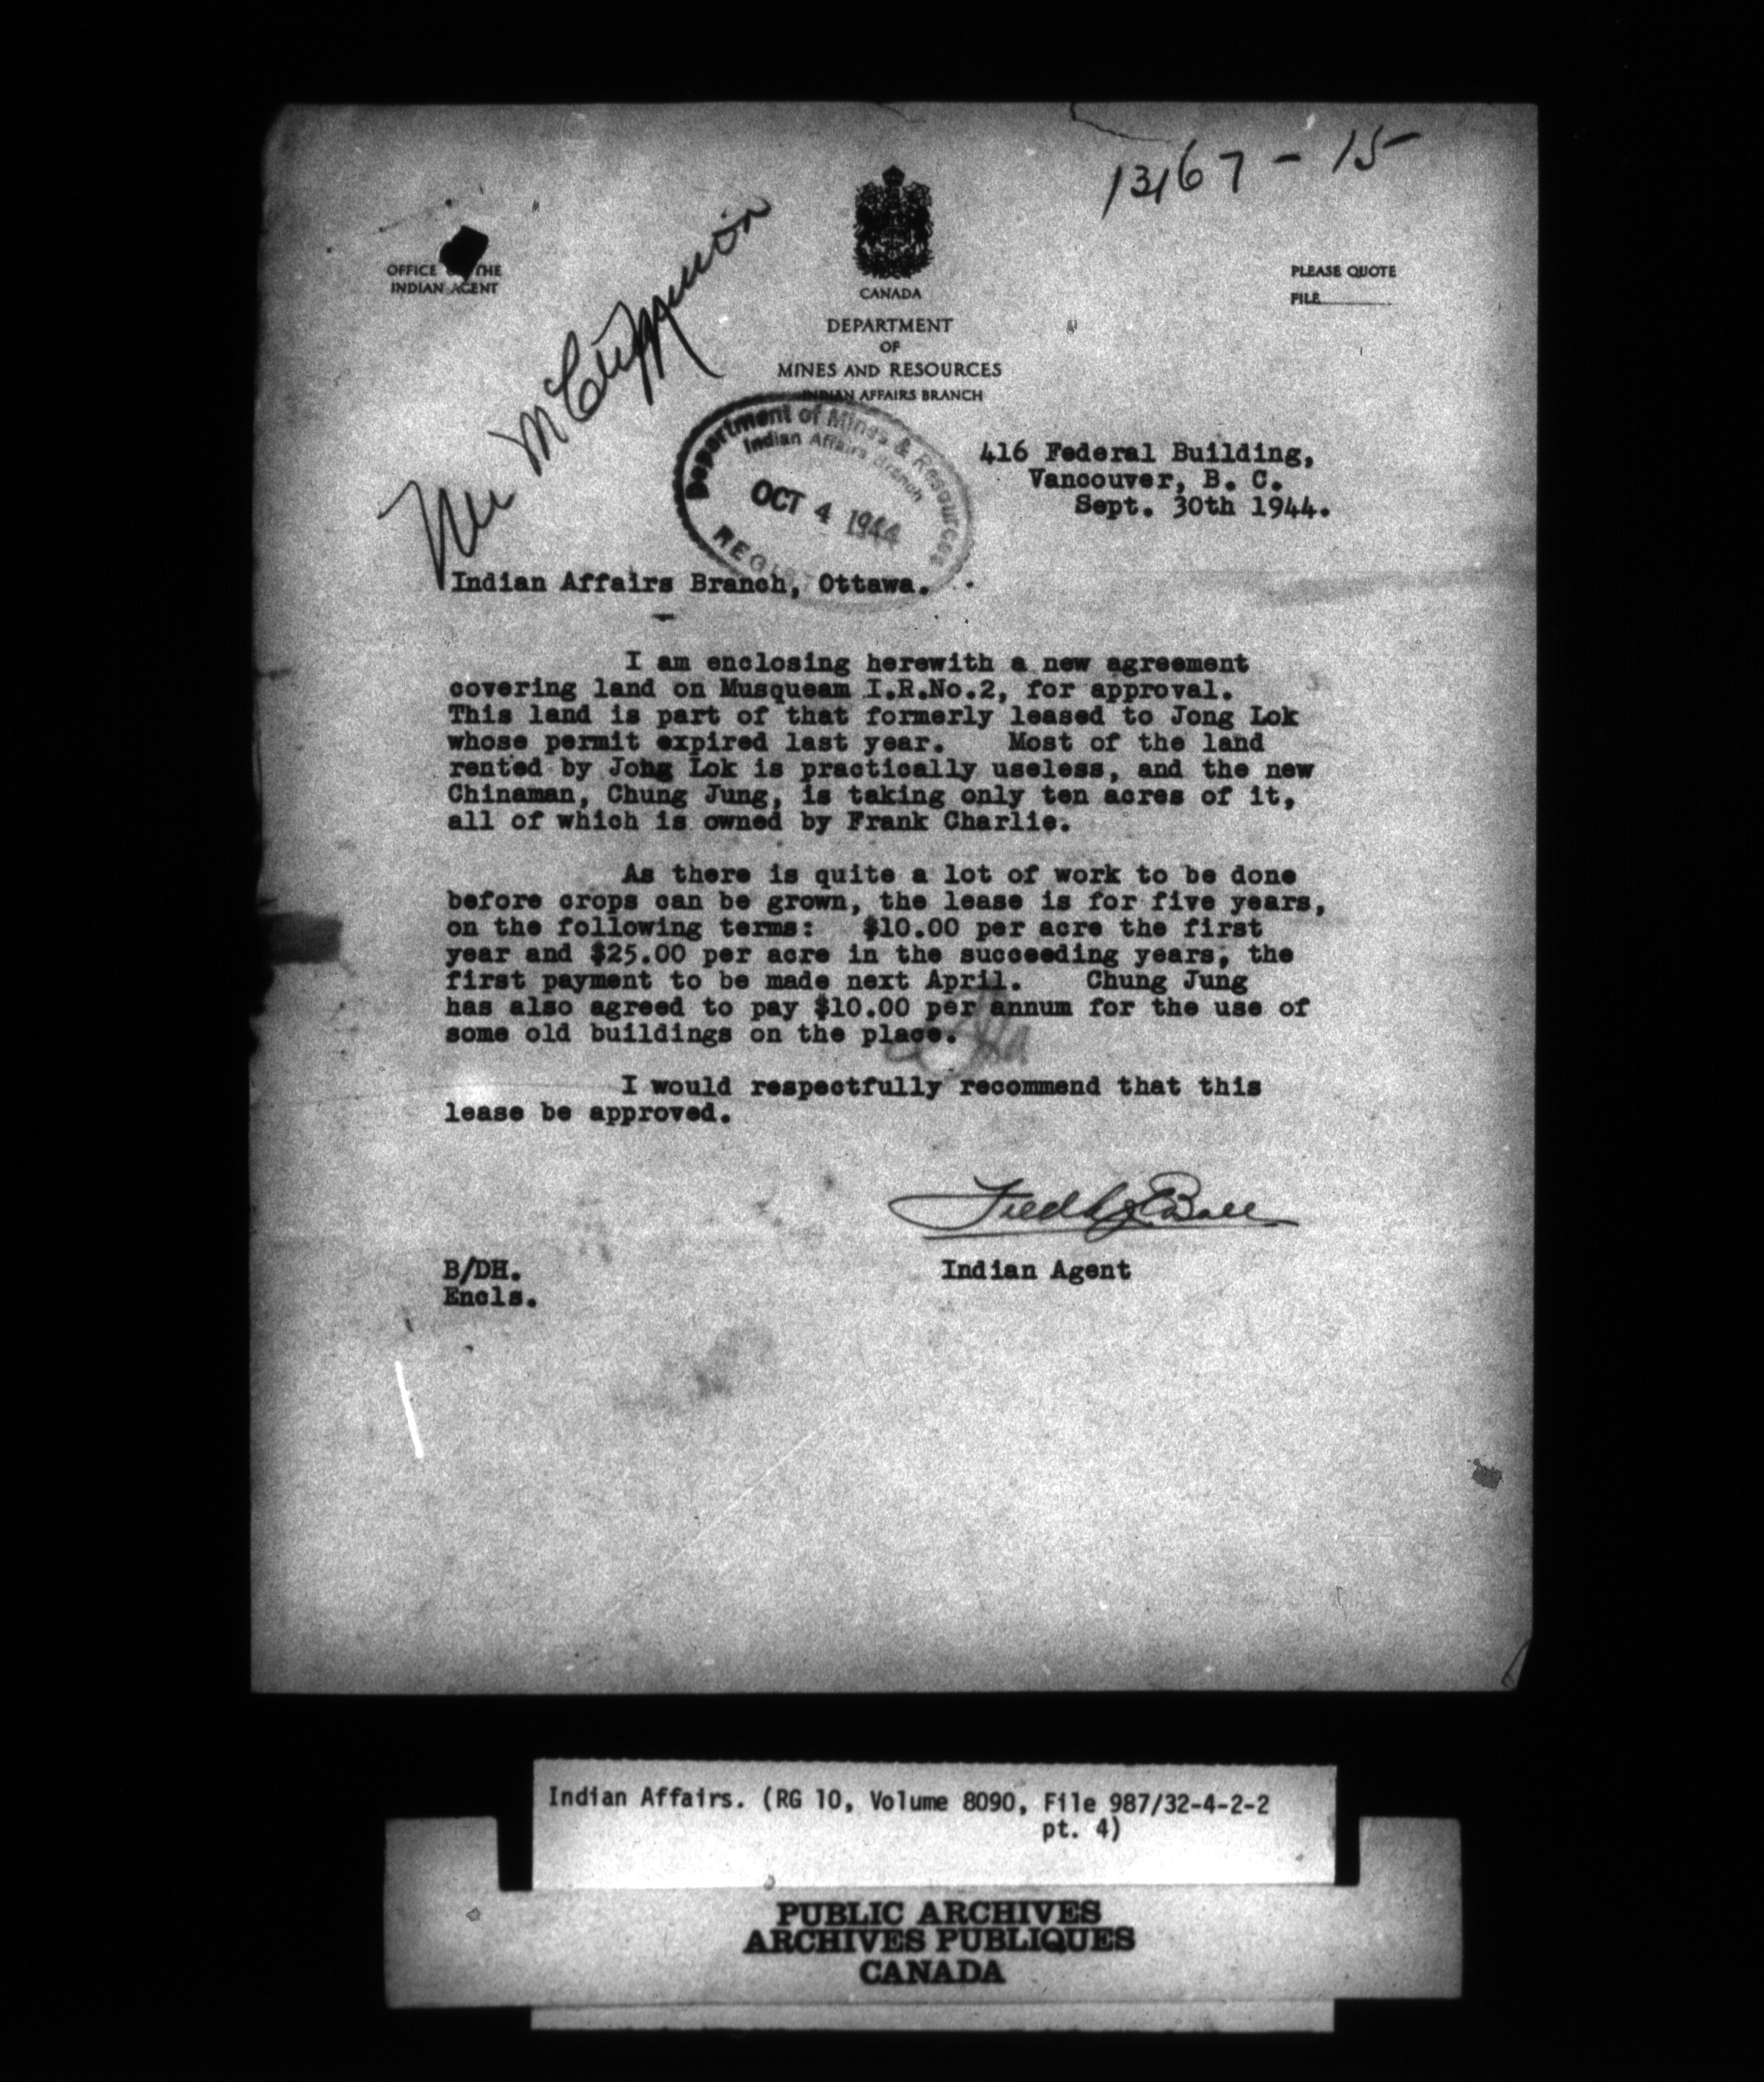 13167-15
OFFICE THE
INDIAN AGENT
CANADA
DEPARTMENT
OF
MINES AND RESOURCES
INDIAN AFFAIRS BRANCH
PLEASE QUOTE
FILE
Department of Mines & Resources
Indian Affairs Branch
OCT 4 1944
416 Federal Building,
Vancouver, B. C.
Sept. 30th 1944.
Indian Affairs Branch, Ottawa.
I am enclosing herewith a new agreement
covering land on Musqueam I.R.No.2, for approval.
This land is part of that formerly leased to Jong Lok
whose permit expired last year. Most of the land
rented by Jong Lok is practically useless, and the new
Chinaman, Chung Jung, is taking only ten acres of it,
all of which is owned by Frank Charlie.
As there is quite a lot of work to be done
before crops can be grown, the lease is for five years,
on the following terms: $10.00 per acre the first
year and $25.00 per acre in the succeeding years, the
first payment to be made next April. Chung Jung
has also agreed to pay $10.00 per annum for the use of
some old buildings on the place.
I would respectfully recommend that this
lease be approved.
B/DH.
Encls.
Indian Agent
Indian Affairs. (RG 10, Volume 8090, File 987/32-4-2-2
pt. 4)
PUBLIC ARCHIVES
ARCHIVES PUBLIQUES
CANADA